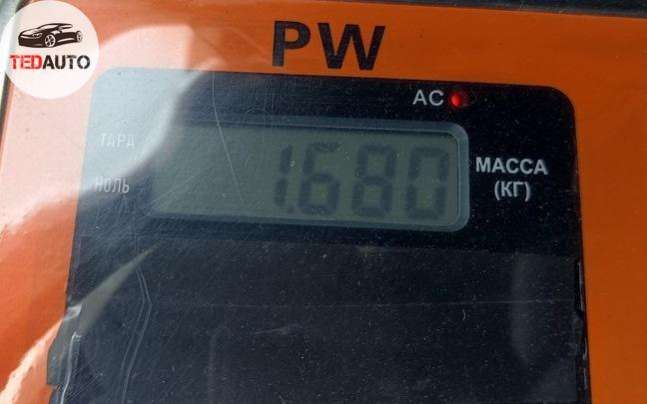 TEDAUTO
PW
AC
ТАРА
НОЛЬ
1.680
МАССА
(КГ)